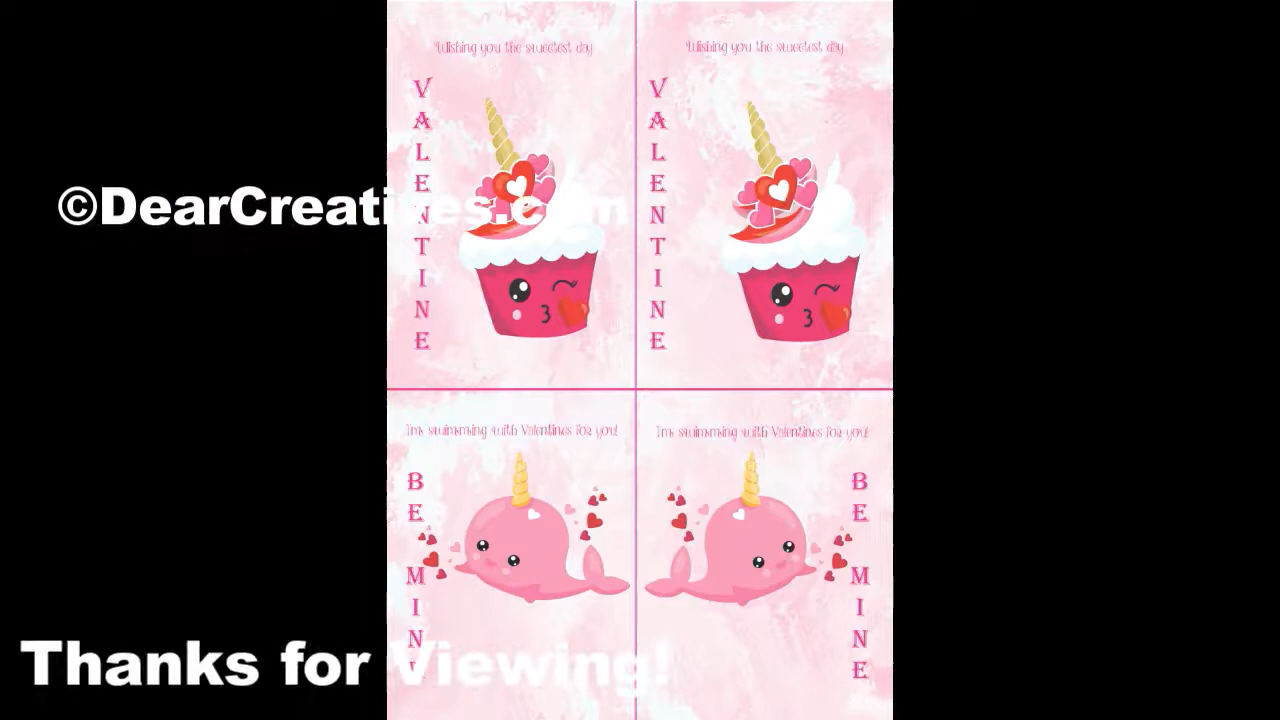 Wishing you the sweetest day
Wishing you the sweetest day
VALENTINE
VALENTINE
©DearCreatives.com
I'm swimming with Valentines for you!
I'm swimming with Valentines for you!
BE MINE
BE MINE
Thanks for Viewing!